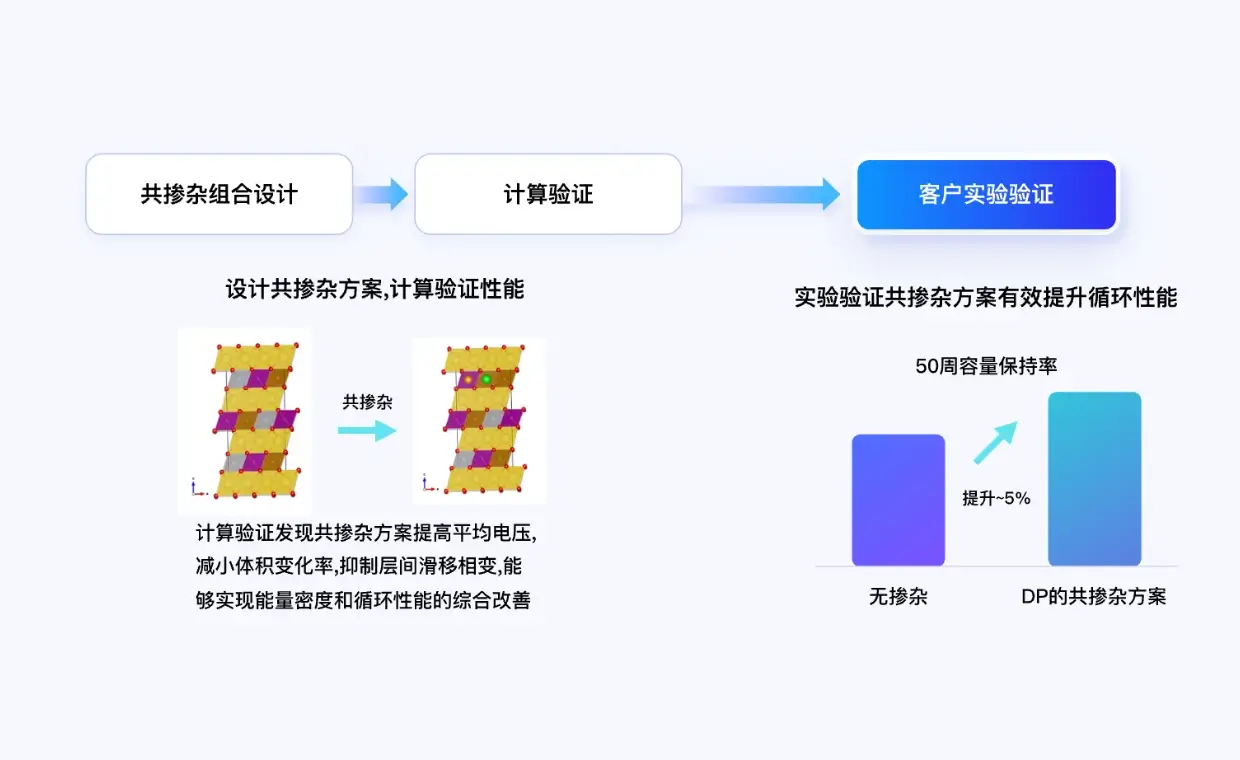 共掺杂组合设计
计算验证
客户实验验证
设计共掺杂方案,计算验证性能
共掺杂
计算验证发现共掺杂方案提高平均电压,
减小体积变化率,抑制层间滑移相变,能
够实现能量密度和循环性能的综合改善
实验验证共掺杂方案有效提升循环性能
50周容量保持率
提升~5%
无掺杂
DP的共掺杂方案